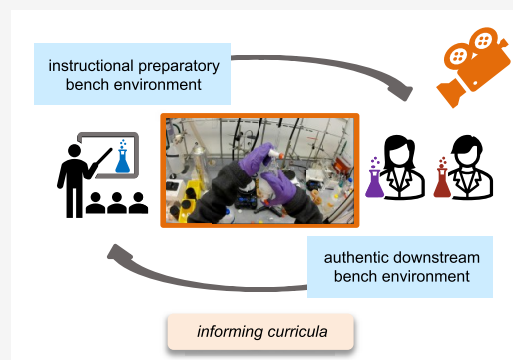 instructional preparatory
bench environment
authentic downstream
bench environment
informing curricula